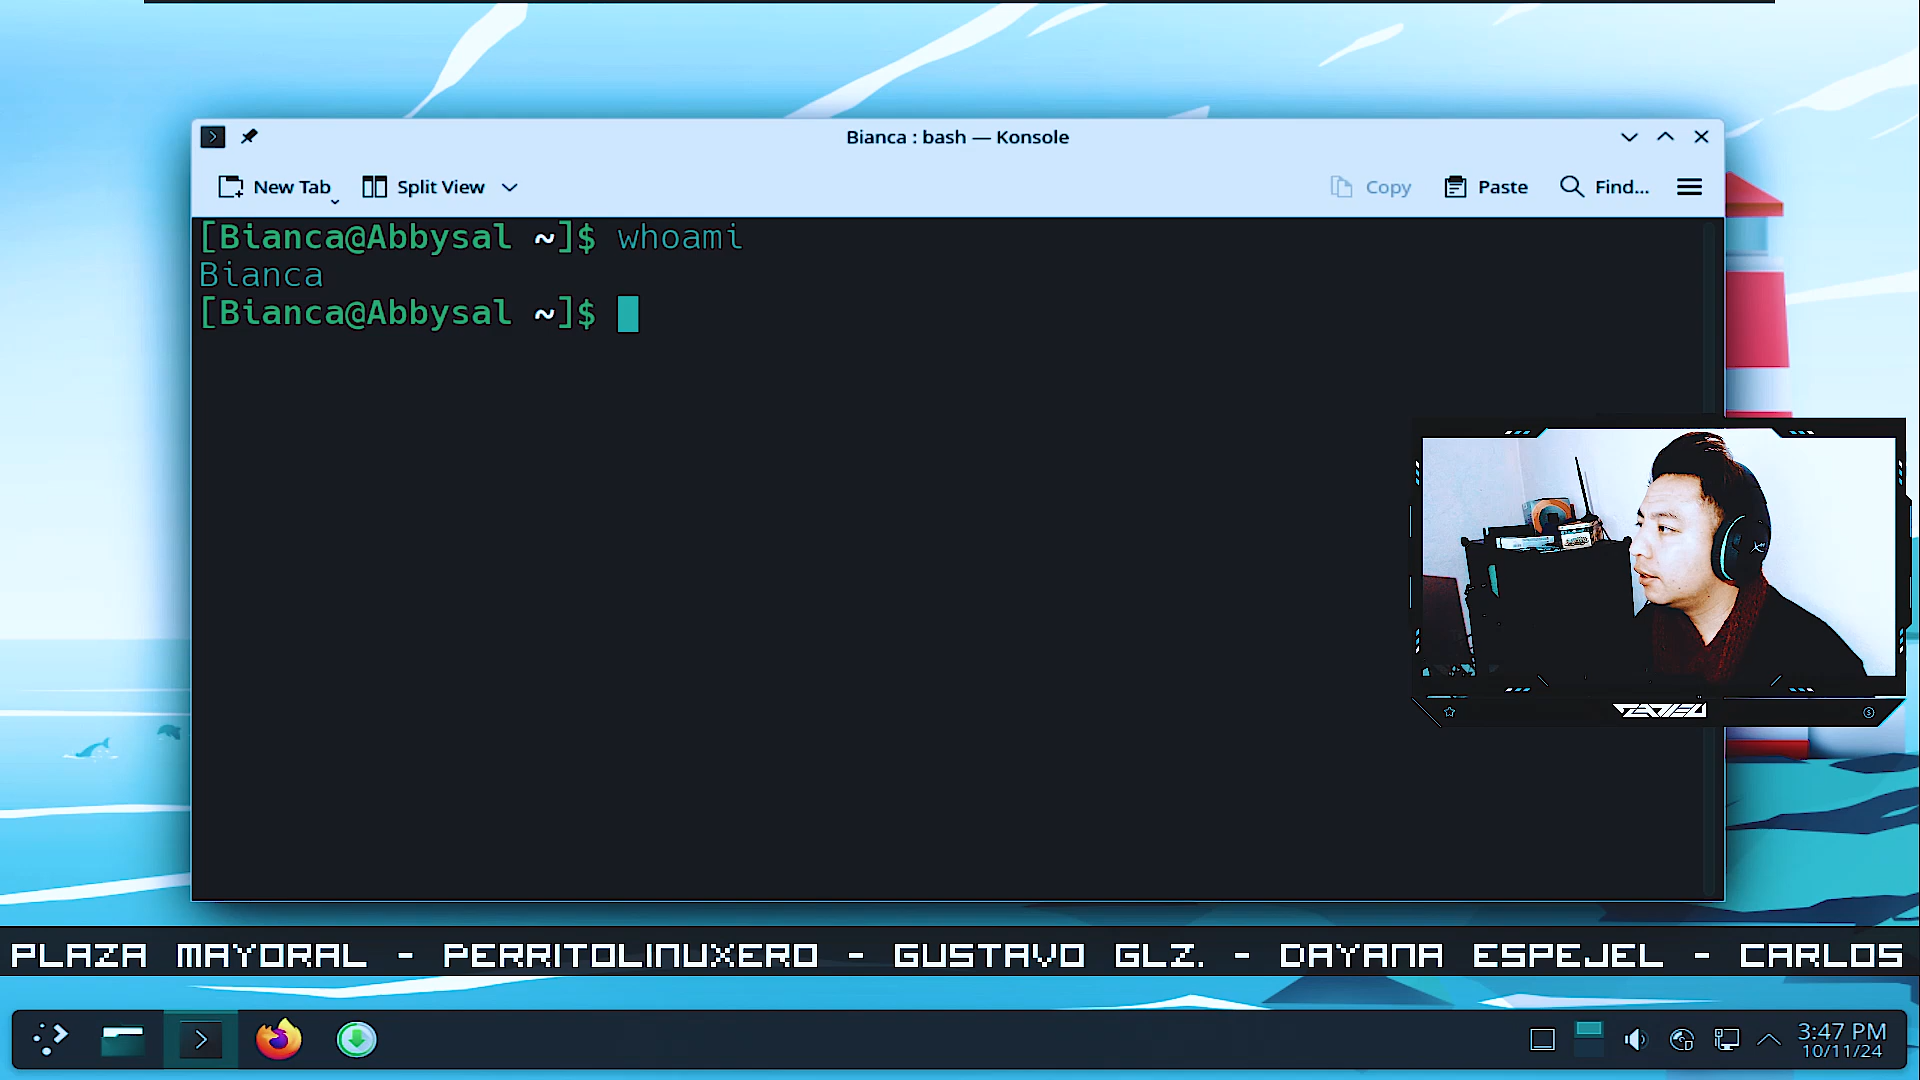 Bianca : bash — Konsole
New Tab Split View Copy Paste Find...
[Bianca@Abbysal ~]$ whoami
Bianca
[Bianca@Abbysal ~]$
PLAZA MAYORAL - PERRITOLINUXERO - GUSTAVO GLZ. - DAYANA ESPEJEL - CARLOS
3:47 PM
10/11/24